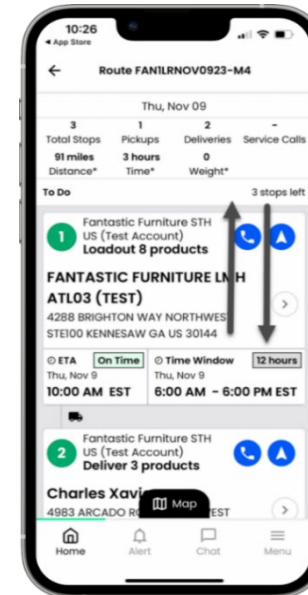 10:26
◀ App Store
← Route FAN1LRNOV0923-M4
Thu, Nov 09
3 1 2 -
Total Stops Pickups Deliveries Service Calls
91 miles 3 hours 0
Distance* Time* Weight*
To Do 3 stops left
1
Fantastic Furniture STH
US (Test Account)
Loadout 8 products
FANTASTIC FURNITURE LMH
ATL03 (TEST)
4288 BRIGHTON WAY NORTHWEST
STE100 KENNESAW GA US 30144
ETA On Time Time Window 12 hours
Thu, Nov 9 Thu, Nov 9
10:00 AM EST 6:00 AM - 6:00 PM EST
2
Fantastic Furniture STH
US (Test Account)
Deliver 3 products
Charles
Map
4983 ARCADO
Home Alert Chat Menu